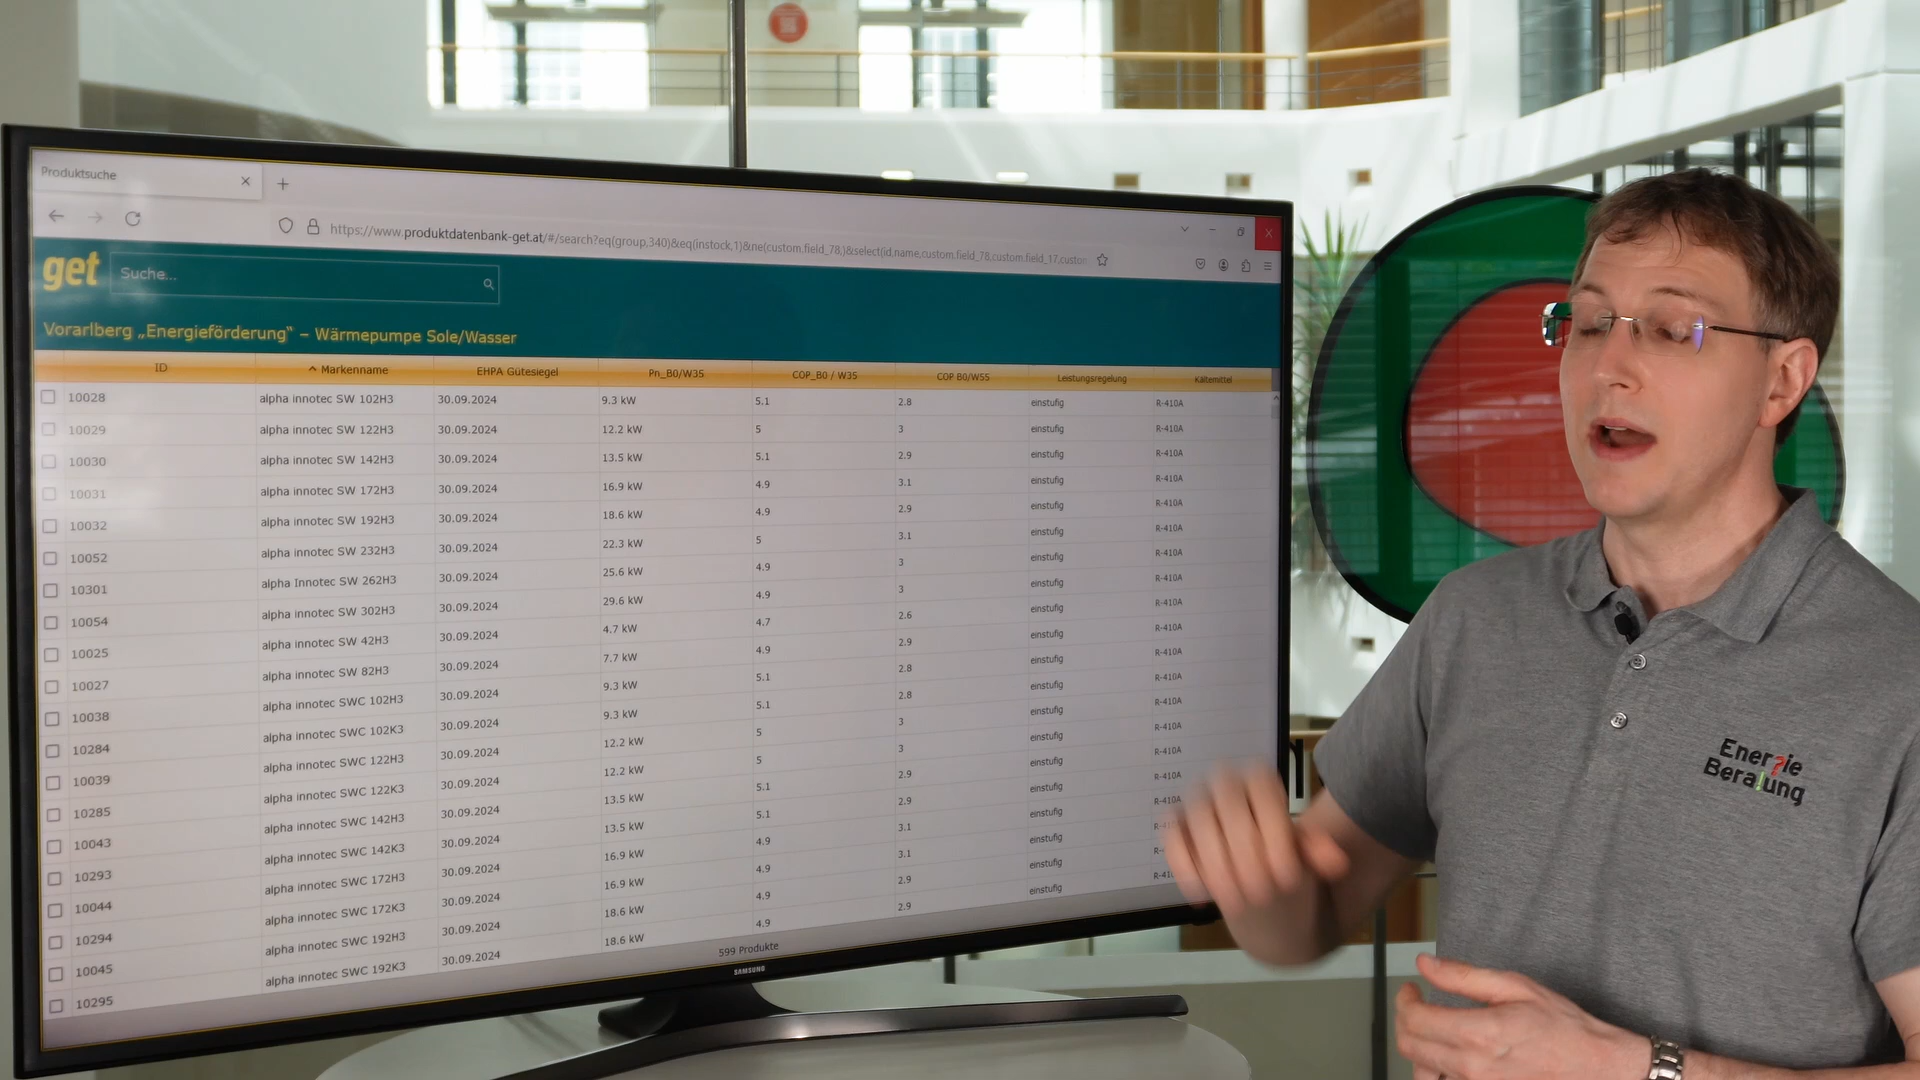 Produktsuche
https://www.produktdatenbank-get.at/#/search?eq(group,340)&eq(instock,1)&ne(custom.field_78,)&select(id,name,custom.field_78,custom.field_17,custom
get Suche...
Vorarlberg „Energieförderung“ – Wärmepumpe Sole/Wasser
ID Markenname EHPA Gütesiegel Pn_B0/W35 COP_B0 / W35 COP B0/W55 Leistungsregelung Kältemittel
10028 alpha innotec SW 102H3 30.09.2024 9.3 kW 5.1 2.8 einstufig R-410A
10029 alpha innotec SW 122H3 30.09.2024 12.2 kW 5 3 einstufig R-410A
10030 alpha innotec SW 142H3 30.09.2024 13.5 kW 5.1 2.9 einstufig R-410A
10031 alpha innotec SW 172H3 30.09.2024 16.9 kW 4.9 3.1 einstufig R-410A
10032 alpha innotec SW 192H3 30.09.2024 18.6 kW 4.9 2.9 einstufig R-410A
10052 alpha innotec SW 232H3 30.09.2024 22.3 kW 5 3.1 einstufig R-410A
10301 alpha Innotec SW 262H3 30.09.2024 25.6 kW 4.9 3 einstufig R-410A
10054 alpha innotec SW 302H3 30.09.2024 29.6 kW 4.9 3 einstufig R-410A
10025 alpha innotec SW 42H3 30.09.2024 4.7 kW 4.7 2.6 einstufig R-410A
10027 alpha innotec SW 82H3 30.09.2024 7.7 kW 4.9 2.9 einstufig R-410A
10038 alpha innotec SWC 102H3 30.09.2024 9.3 kW 5.1 2.8 einstufig R-410A
10284 alpha innotec SWC 102K3 30.09.2024 9.3 kW 5.1 2.8 einstufig R-410A
10039 alpha innotec SWC 122H3 30.09.2024 12.2 kW 5 3 einstufig R-410A
10285 alpha innotec SWC 122K3 30.09.2024 12.2 kW 5 3 einstufig R-410A
10043 alpha innotec SWC 142H3 30.09.2024 13.5 kW 5.1 2.9 einstufig R-410A
10293 alpha innotec SWC 142K3 30.09.2024 13.5 kW 5.1 2.9 einstufig R-410A
10044 alpha innotec SWC 172H3 30.09.2024 16.9 kW 4.9 3.1 einstufig R-410A
10294 alpha innotec SWC 172K3 30.09.2024 16.9 kW 4.9 3.1 einstufig
10045 alpha innotec SWC 192H3 30.09.2024 18.6 kW 4.9 2.9 einstufig
10295 alpha innotec SWC 192K3 30.09.2024 18.6 kW 4.9 2.9 einstufig
599 Produkte
SAMSUNG
Energie
Beratung